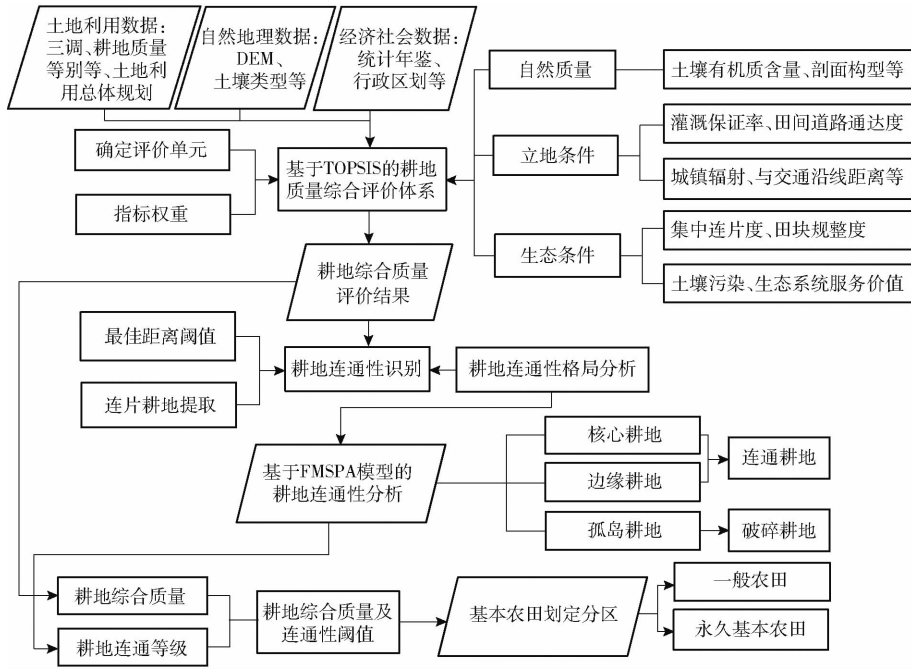 土地利用数据：
三调、耕地质量
等别等、土地利
用总体规划
自然地理数据：
DEM、
土壤类型等
经济社会数据：
统计年鉴、
行政区划等
自然质量
土壤有机质含量、剖面构型等
确定评价单元
指标权重
基于TOPSIS的耕地
质量综合评价体系
立地条件
灌溉保证率、田间道路通达度
城镇辐射、与交通沿线距离等
生态条件
集中连片度、田块规整度
土壤污染、生态系统服务价值
耕地综合质量
评价结果
最佳距离阈值
连片耕地提取
耕地连通性识别
耕地连通性格局分析
基于FMSPA模型的
耕地连通性分析
核心耕地
边缘耕地
孤岛耕地
连通耕地
破碎耕地
耕地综合质量
耕地连通等级
耕地综合质量及
连通性阈值
基本农田划定分区
一般农田
永久基本农田